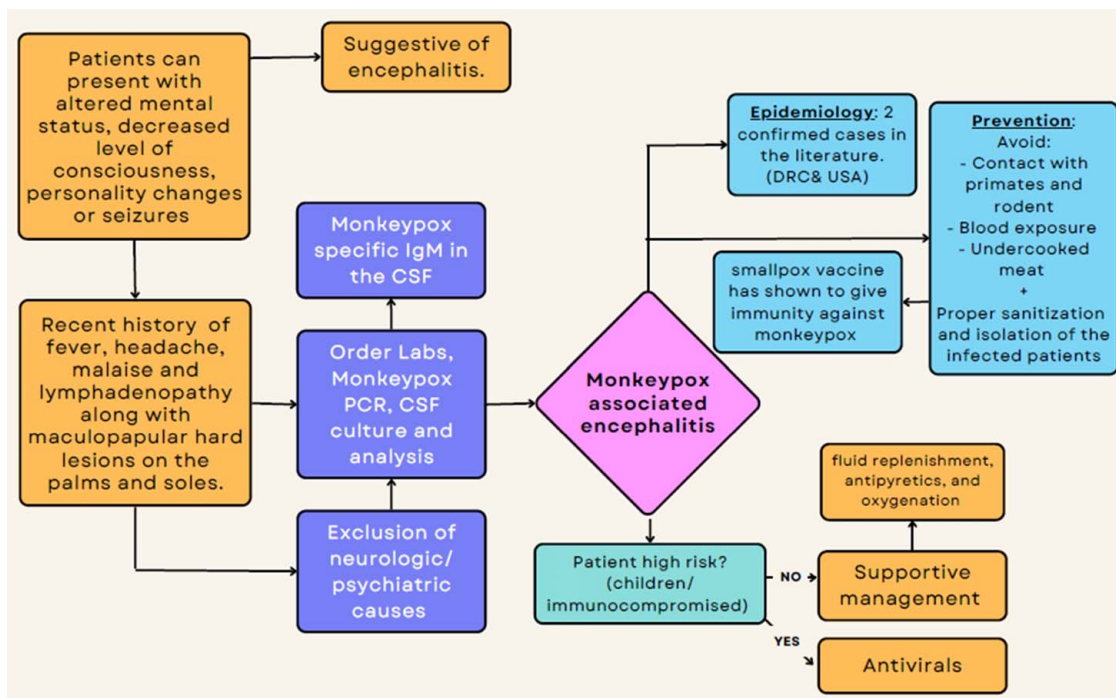 Patients can
present with
altered mental
status, decreased
level of
consciousness,
personality changes
or seizures
Suggestive of
encephalitis.
Recent history of
fever, headache,
malaise and
lymphadenopathy
along with
maculopapular hard
lesions on the
palms and soles.
Monkeypox
specific IgM in
the CSF
Order Labs,
Monkeypox
PCR, CSF
culture and
analysis
Exclusion of
neurologic/
psychiatric
causes
Monkeypox
associated
encephalitis
Epidemiology: 2
confirmed cases in
the literature.
(DRC& USA)
Prevention:
Avoid:
- Contact with
primates and
rodent
- Blood exposure
- Undercooked
meat
+
Proper sanitization
and isolation of the
infected patients
smallpox vaccine
has shown to give
immunity against
monkeypox
Patient high risk?
(children/
immunocompromised)
NO
Supportive
management
fluid replenishment,
antipyretics, and
oxygenation
YES
Antivirals